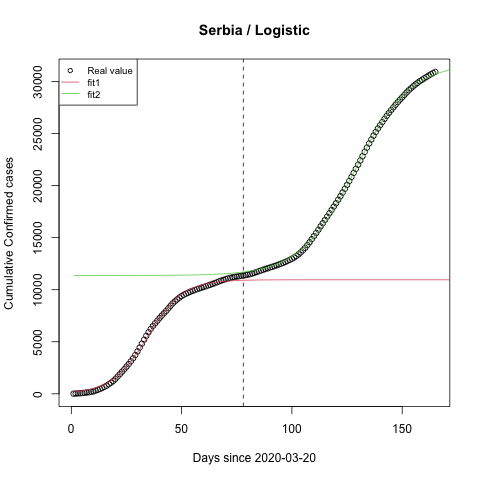 Serbia / Logistic
Real value
fit1
fit2
Cumulative Confirmed cases
30000
25000
20000
15000
10000
5000
0
0 50 100 150
Days since 2020-03-20